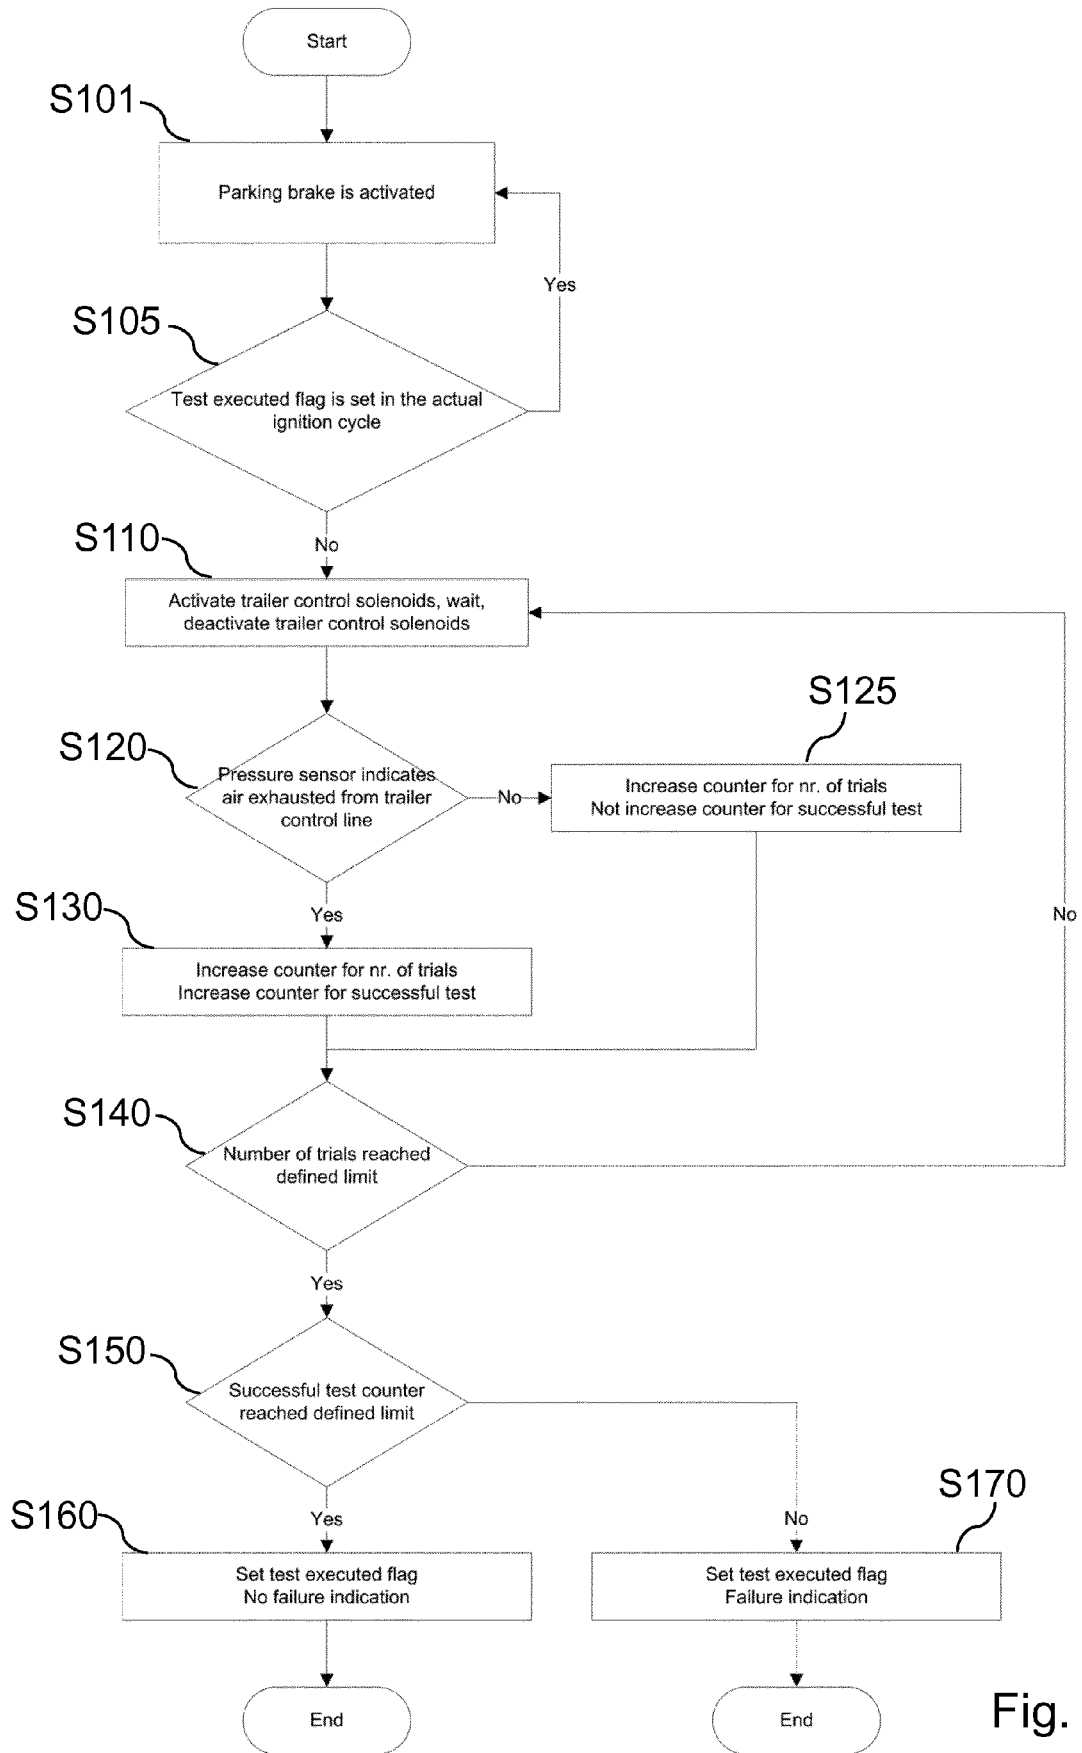 Start
S101
Parking brake is activated
Yes
S105
Test executed flag is set in the actual
ignition cycle
No
S110
Activate trailer control solenoids, wait,
deactivate trailer control solenoids
S125
S120
Pressure sensor indicates
air exhausted from trailer
control line
No
Increase counter for nr. of trials
Not increase counter for successful test
Yes
No
S130
Increase counter for nr. of trials
Increase counter for successful test
S140
Number of trials reached
defined limit
Yes
S150
Successful test counter
reached defined limit
S170
S160
Yes
No
Set test executed flag
No failure indication
Set test executed flag
Failure indication
End
End
Fig.